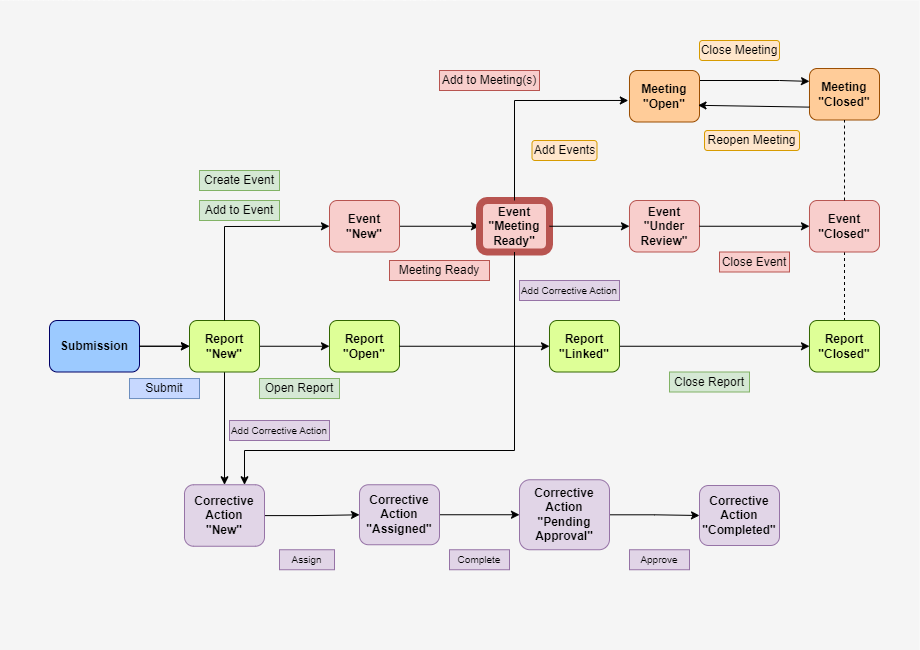 Close Meeting
Add to Meeting(s)
Meeting
"Open"
Meeting
"Closed"
Reopen Meeting
Add Events
Create Event
Add to Event
Event
"New"
Event
"Meeting
Ready"
Event
"Under
Review"
Event
"Closed"
Meeting Ready
Close Event
Add Corrective Action
Submission
Report
"New"
Report
"Open"
Report
"Linked"
Report
"Closed"
Submit
Open Report
Close Report
Add Corrective Action
Corrective
Action
"New"
Corrective
Action
"Assigned"
Corrective
Action
"Pending
Approval"
Corrective
Action
"Completed"
Assign
Complete
Approve